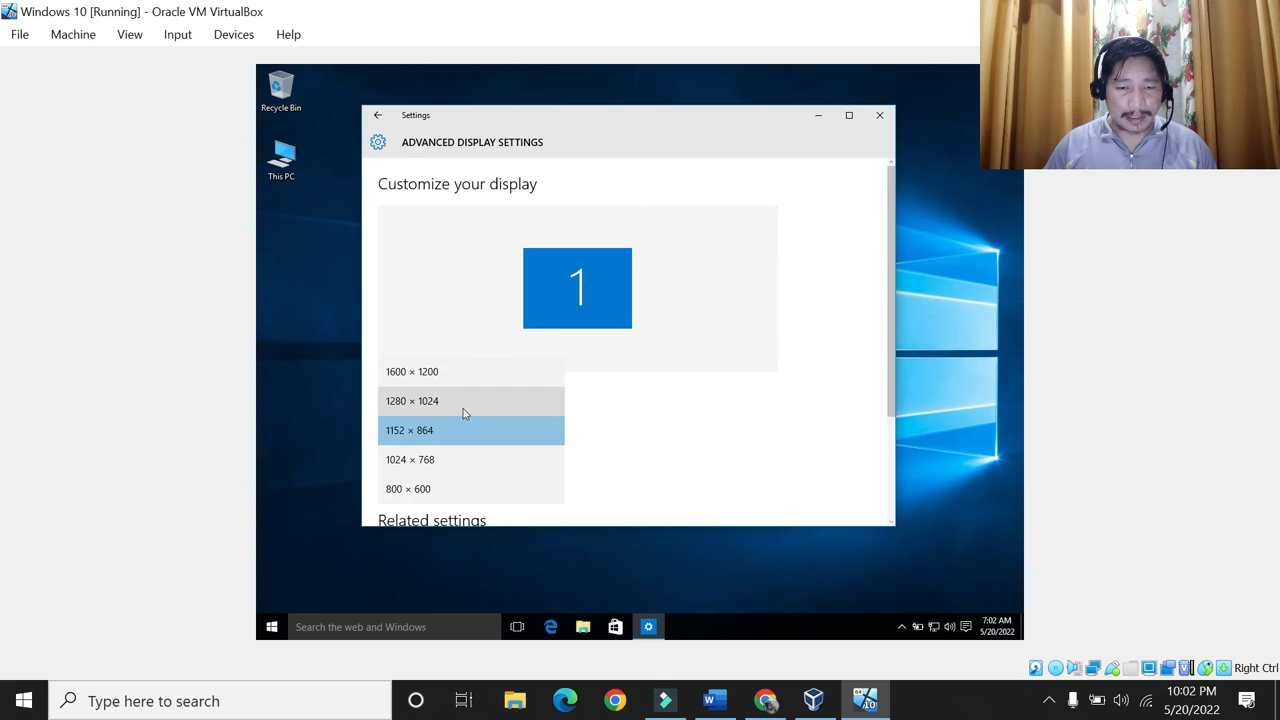 Windows 10 [Running] - Oracle VM VirtualBox
File Machine View Input Devices Help
Recycle Bin
This PC
Settings
ADVANCED DISPLAY SETTINGS
Customize your display
1
1600 × 1200
1280 × 1024
1152 × 864
1024 × 768
800 × 600
Related settings
Search the web and Windows
7:02 AM
5/20/2022
Right Ctrl
Type here to search
10:02 PM
5/20/2022